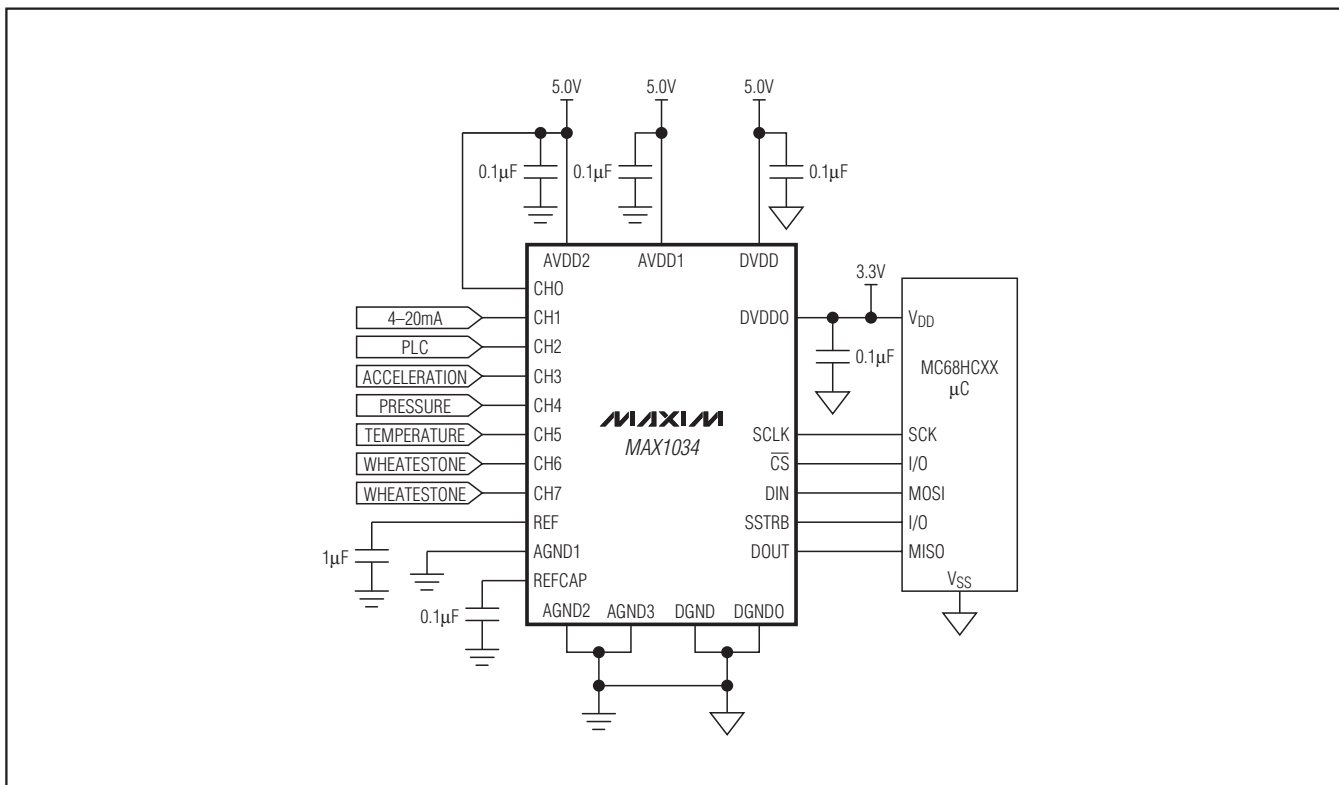 5.0V 5.0V 5.0V
0.1µF 0.1µF 0.1µF
AVDD2 AVDD1 DVDD
3.3V
CH0
4–20mA CH1 DVDDO VDD
PLC CH2
0.1µF
ACCELERATION CH3 MC68HCXX
µC
PRESSURE CH4
MAXIM
TEMPERATURE CH5 MAX1034 SCLK SCK
WHEATESTONE CH6 CS I/O
WHEATESTONE CH7 DIN MOSI
REF SSTRB I/O
1µF AGND1 DOUT MISO
REFCAP VSS
0.1µF AGND2 AGND3 DGND DGNDO